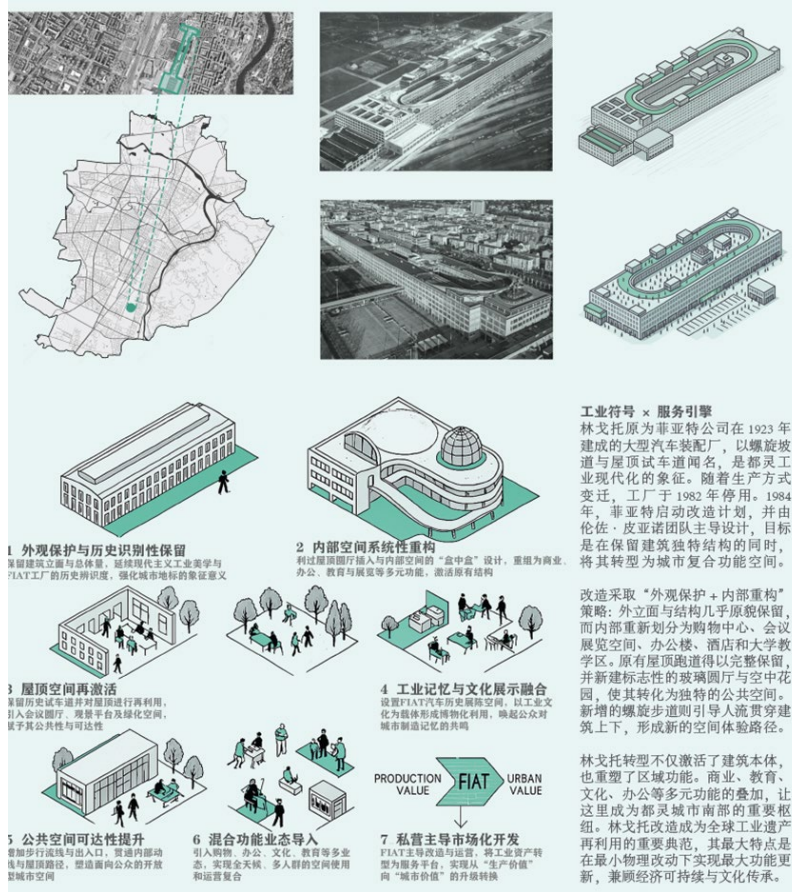 1 外观保护与历史识别性保留
保留建筑立面与总体量，延续现代主义工业美学与
FIAT工厂的历史辨识度，强化城市地标的象征意义
2 内部空间系统性重构
利过屋顶圆厅插入与内部空间的“盒中盒”设计，重组为商业、
办公、教育与展览等多元功能，激活原有结构
3 屋顶空间再激活
保留历史试车道并对屋顶进行再利用，
引入会议圆厅、观景平台及绿化空间，
赋予其公共性与可达性
4 工业记忆与文化展示融合
设置FIAT汽车历史展陈空间，以工业文
化为载体形成博物化利用，唤起公众对
城市制造记忆的共鸣
5 公共空间可达性提升
增加步行流线与出入口，贯通内部动
线与屋顶路径，塑造面向公众的开放
型城市空间
6 混合功能业态导入
引入购物、办公、文化、教育等多业
态，实现全天候、多人群的空间使用
和运营复合
PRODUCTION
VALUE
FIAT
URBAN
VALUE
7 私营主导市场化开发
FIAT主导改造与运营，将工业资产转
型为服务平台，实现从“生产价值”
向“城市价值”的升级转换
工业符号 × 服务引擎
林戈托原为菲亚特公司在 1923 年
建成的大型汽车装配厂，以螺旋坡
道与屋顶试车道闻名，是都灵工
业现代化的象征。随着生产方式
变迁，工厂于 1982 年停用。1984
年，菲亚特启动改造计划，并由
伦佐·皮亚诺团队主导设计，目标
是在保留建筑独特结构的同时，
将其转型为城市复合功能空间。
改造采取“外观保护 + 内部重构”
策略：外立面与结构几乎原貌保留，
而内部重新划分为购物中心、会议
展览空间、办公楼、酒店和大学教
学区。原有屋顶跑道得以完整保留，
并新建标志性的玻璃圆厅与空中花
园，使其转化为独特的公共空间。
新增的螺旋步道则引导人流贯穿建
筑上下，形成新的空间体验路径。
林戈托转型不仅激活了建筑本体，
也重塑了区域功能。商业、教育、
文化、办公等多元功能的叠加，让
这里成为都灵城市南部的重要枢
纽。林戈托改造成为全球工业遗产
再利用的重要典范，其最大特点是
在最小物理改动下实现最大功能更
新，兼顾经济可持续与文化传承。